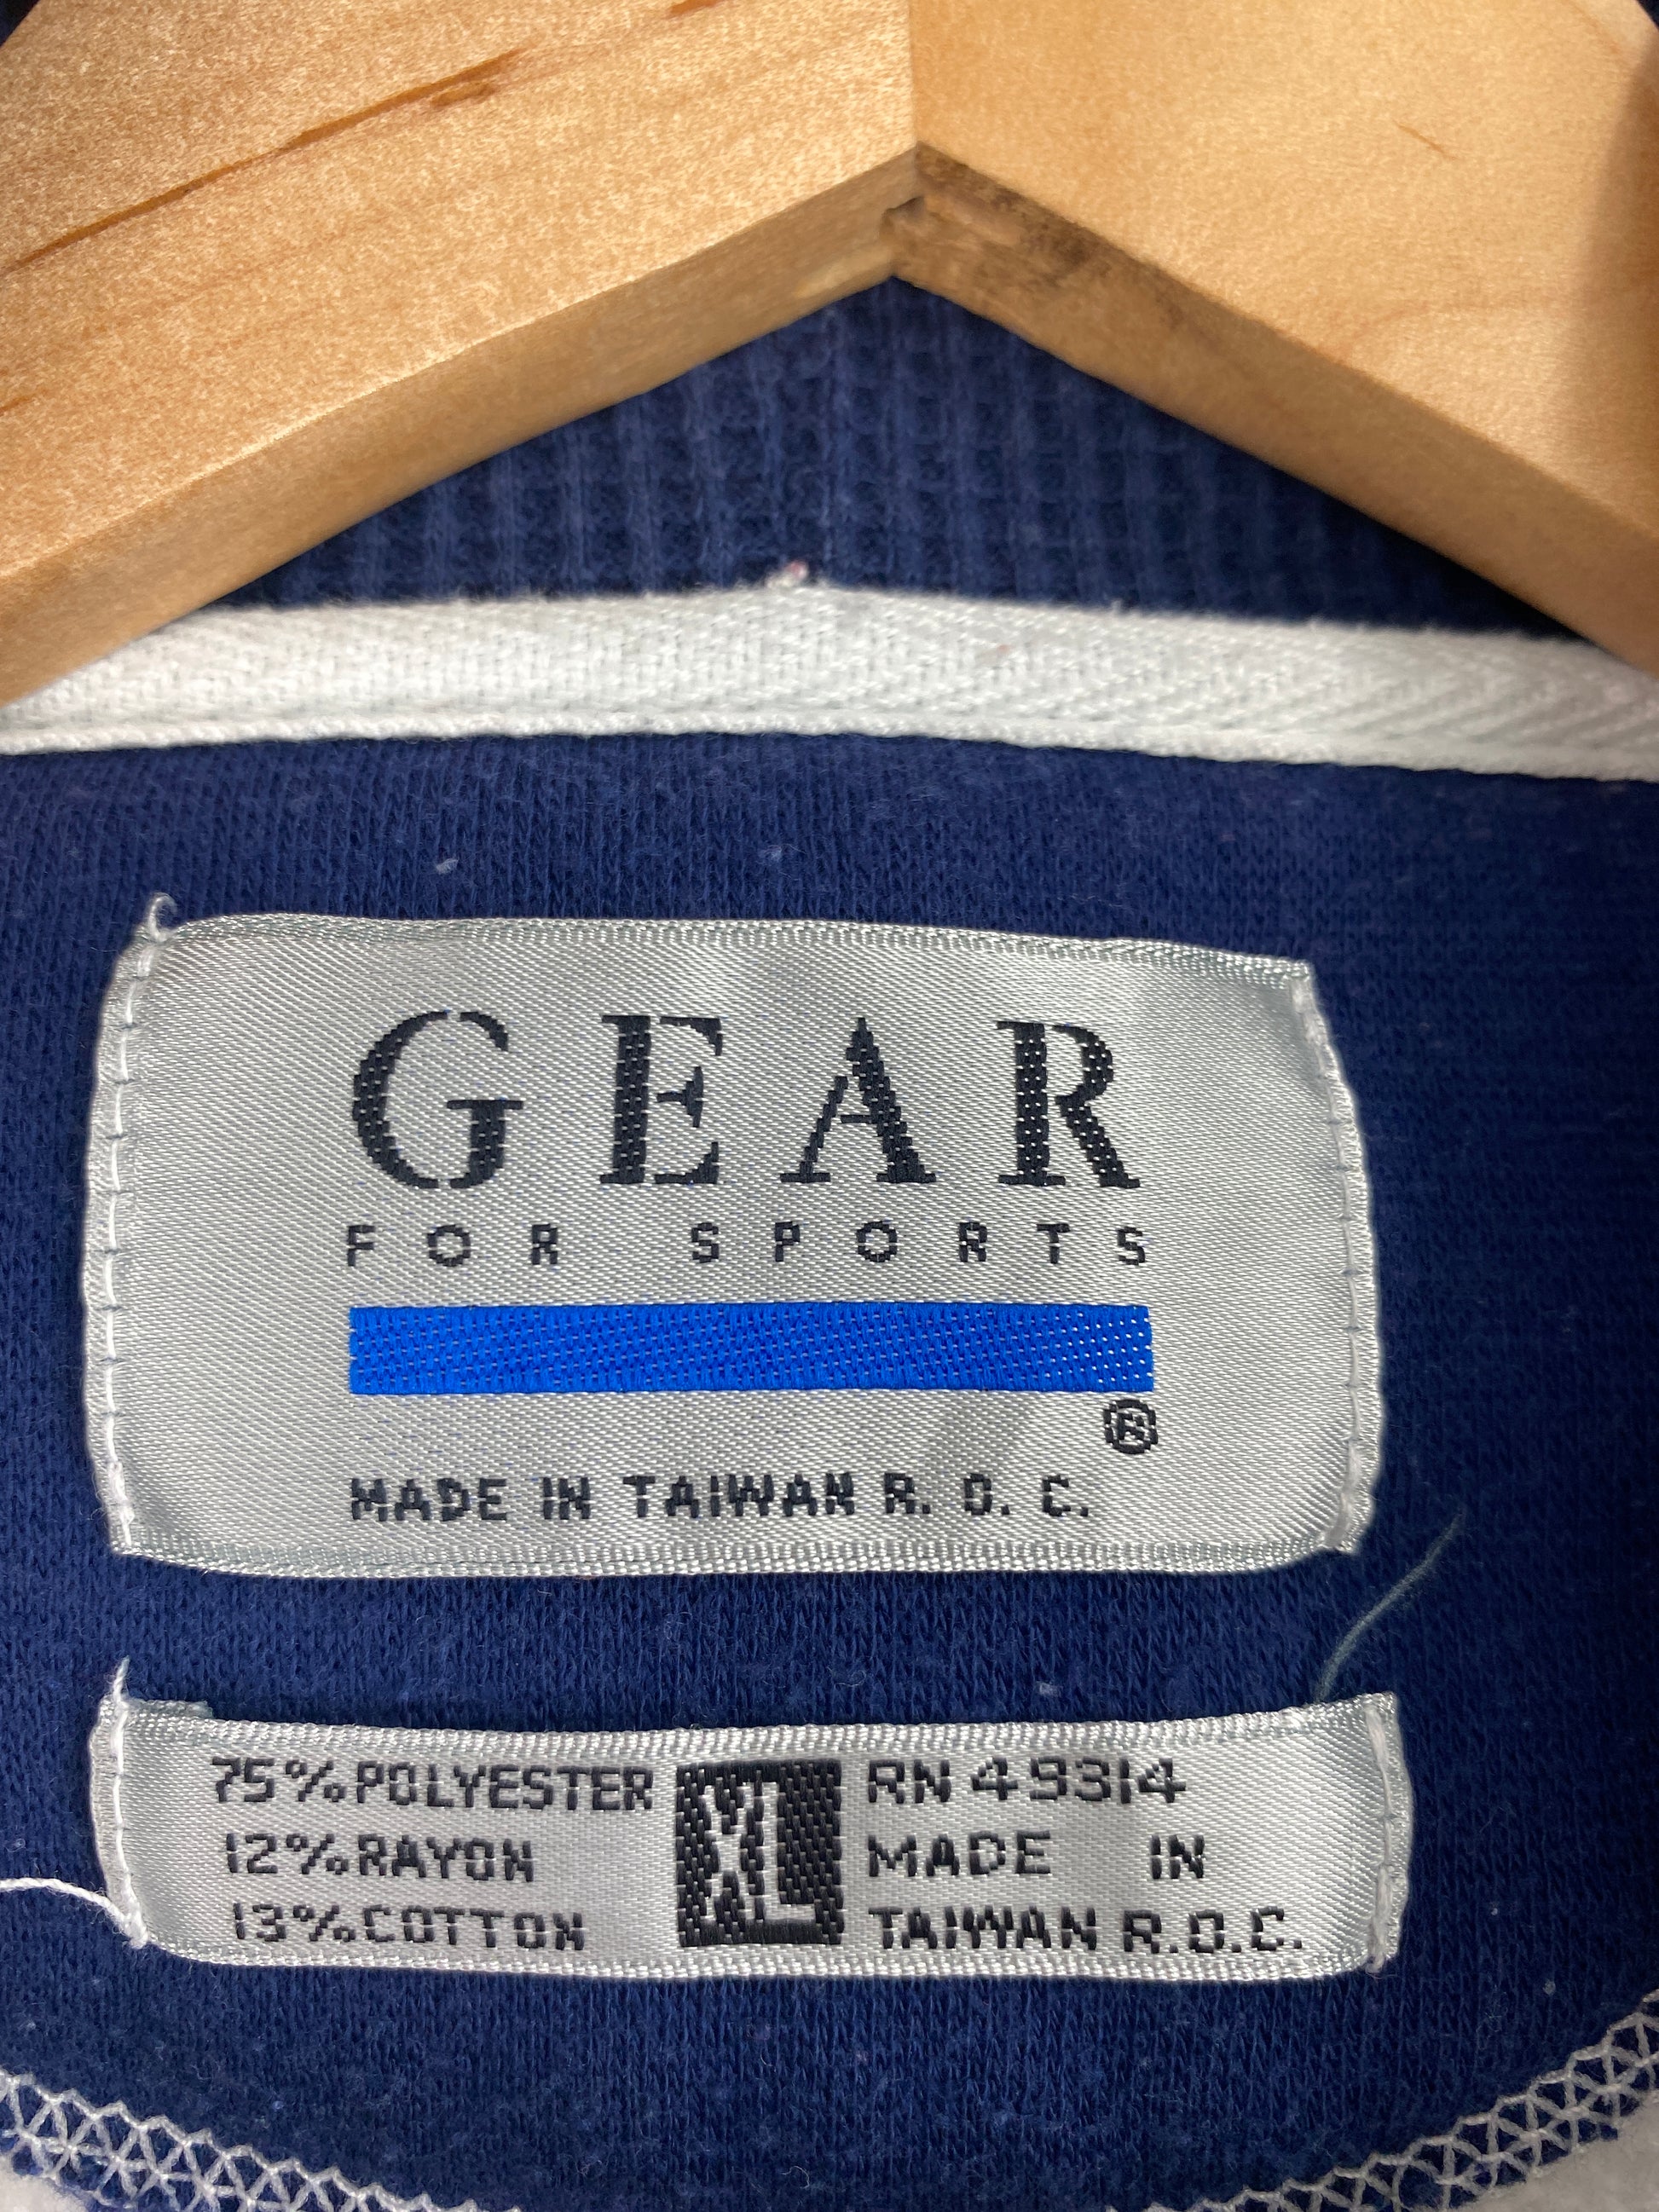 GEAR
FOR SPORTS
®
MADE IN TAIWAN R. O. C.
75% POLYESTER
12% RAYON
13% COTTON
XL
RN 49314
MADE IN
TAIWAN R.O.C.